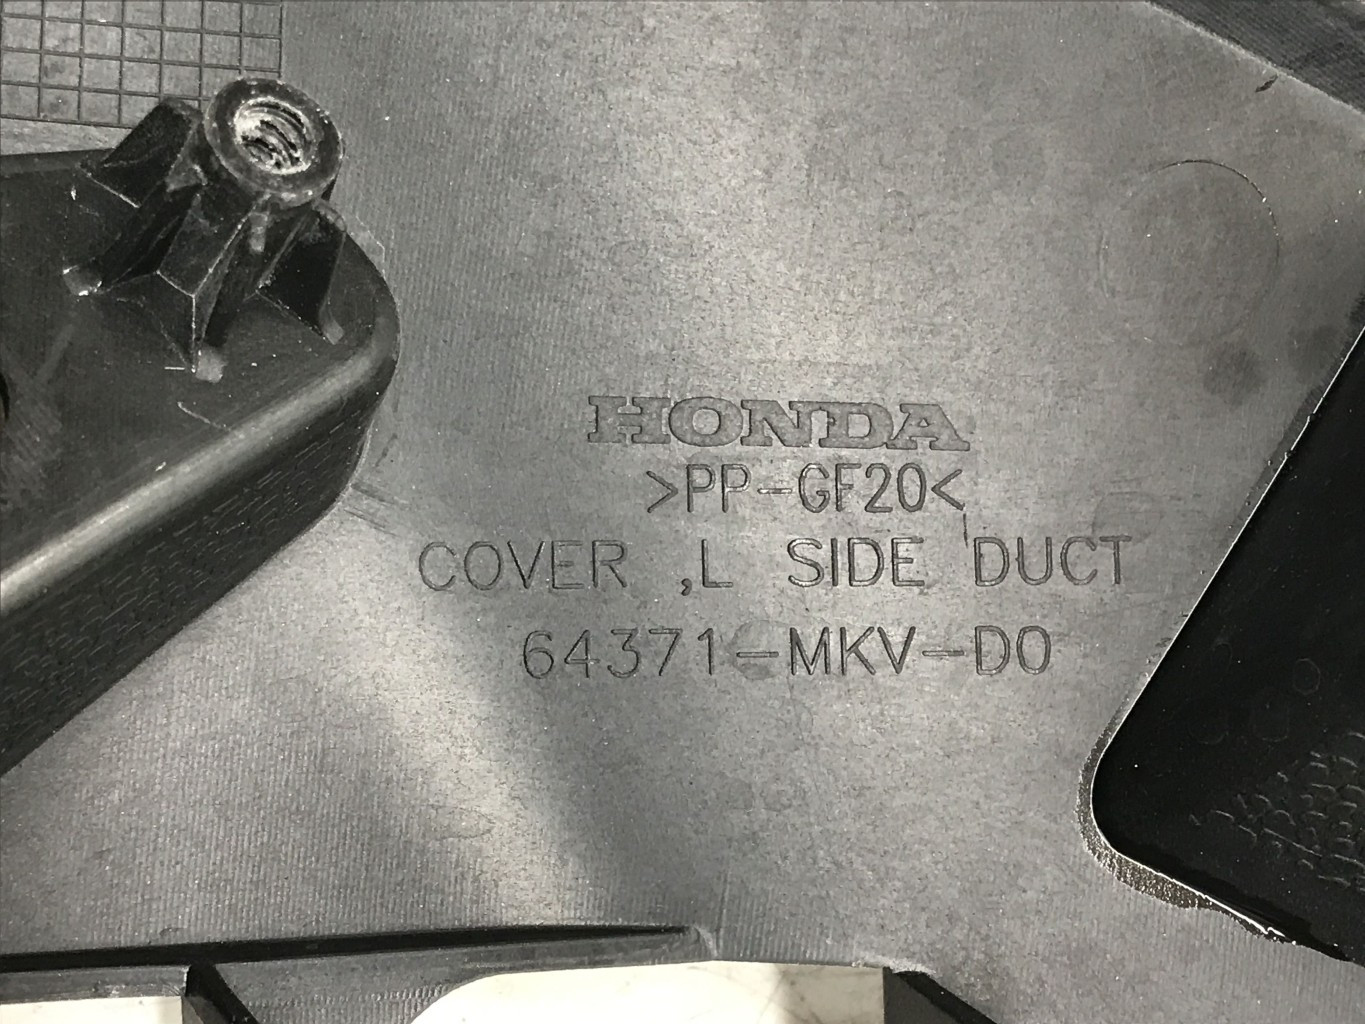 HONDA
>PP-GF20<
COVER ,L SIDE DUCT
64371-MKV-D0